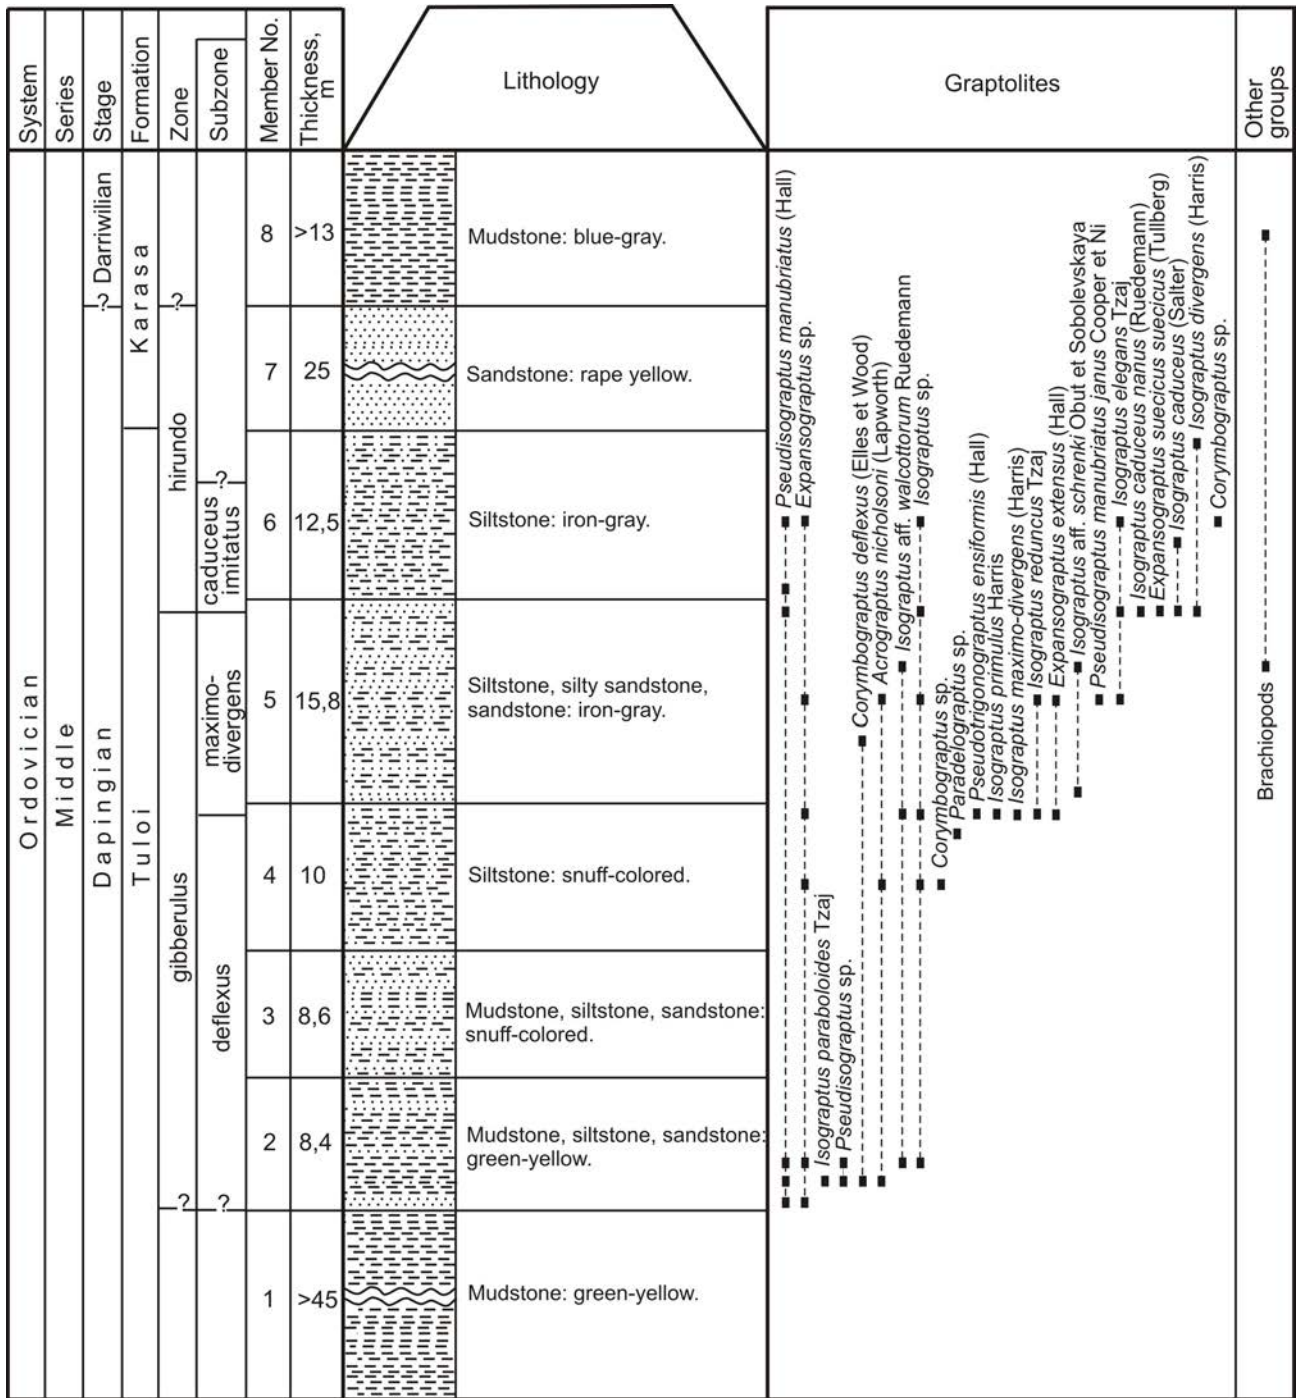 System
Series
Stage
Formation
Zone
Subzone
Member No.
Thickness,
m
Lithology
Graptolites
Other
groups
Ordovician
Middle
Darriwilian
?
Dapingian
Karasa
Tuloi
?
hirundo
gibberulus
?
?
caduceus
imitatus
maximo-
divergens
deflexus
?
8
>13
Mudstone: blue-gray.
7
25
Sandstone: rape yellow.
6
12,5
Siltstone: iron-gray.
5
15,8
Siltstone, silty sandstone,
sandstone: iron-gray.
4
10
Siltstone: snuff-colored.
3
8,6
Mudstone, siltstone, sandstone:
snuff-colored.
2
8,4
Mudstone, siltstone, sandstone:
green-yellow.
1
>45
Mudstone: green-yellow.
Pseudisograptus manubriatus (Hall)
Expansograptus sp.
Isograptus paraboloides Tzaj
Pseudisograptus sp.
Corymbograptus deflexus (Elles et Wood)
Acrograptus nicholsoni (Lapworth)
Isograptus aff. walcottorum Ruedemann
Isograptus sp.
Corymbograptus sp.
Paradelograptus sp.
Pseudotrigonograptus ensiformis (Hall)
Isograptus primulus Harris
Isograptus maximo-divergens (Harris)
Isograptus reduncus Tzaj
Expansograptus extensus (Hall)
Isograptus aff. schrenki Obut et Sobolevskaya
Pseudisograptus manubriatus janus Cooper et Ni
Isograptus elegans Tzaj
Isograptus caduceus nanus (Ruedemann)
Expansograptus suecicus suecicus (Tullberg)
Isograptus caduceus (Salter)
Isograptus divergens (Harris)
Corymbograptus sp.
Brachiopods